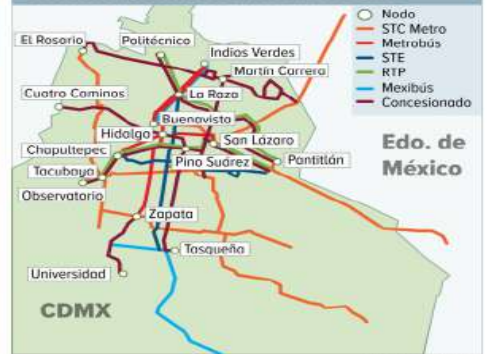 Nodo
STC Metro
Metrobús
STE
RTP
Mexibús
Concesionado
El Rosario
Politécnico
Indios Verdes
Martín Carrera
Cuatro Caminos
La Raza
Buenavista
Hidalgo
San Lázaro
Edo. de
México
Chapultepec
Pino Suárez
Pantitlán
Tacubaya
Observatorio
Zapata
Tasqueña
Universidad
CDMX